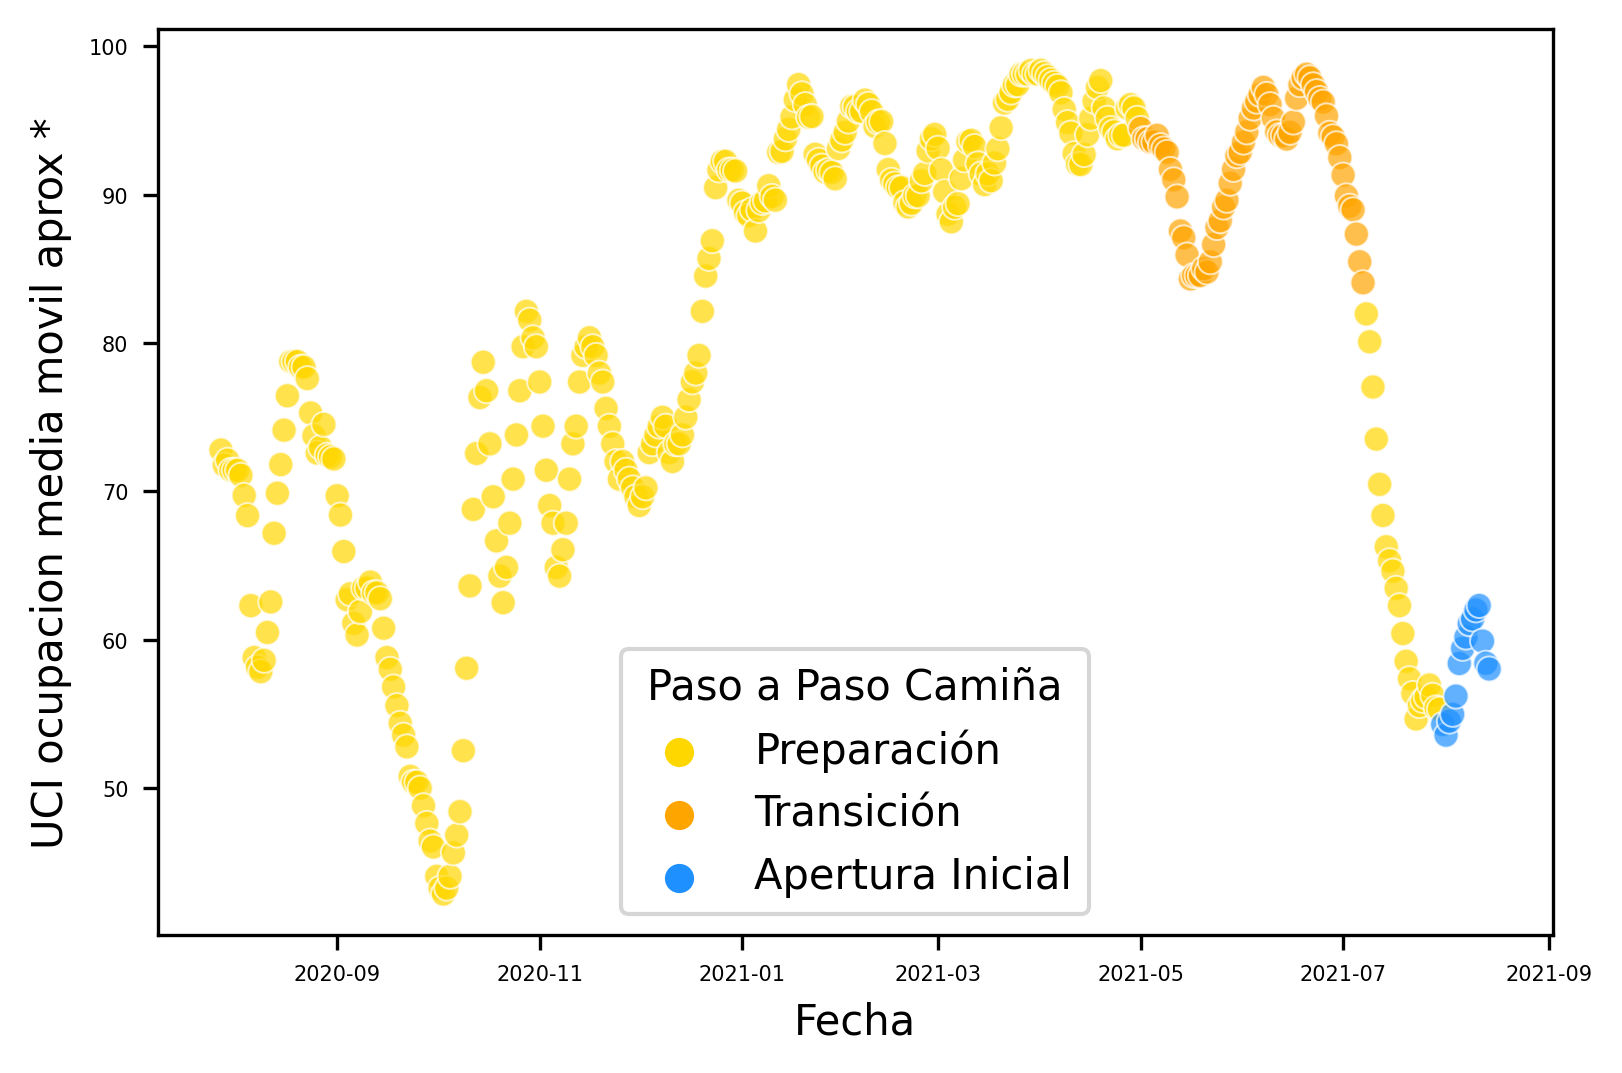 UCI ocupacion media movil aprox *
100
90
80
70
60
50
Paso a Paso Camiña
Preparación
Transición
Apertura Inicial
2020-09 2020-11 2021-01 2021-03 2021-05 2021-07 2021-09
Fecha